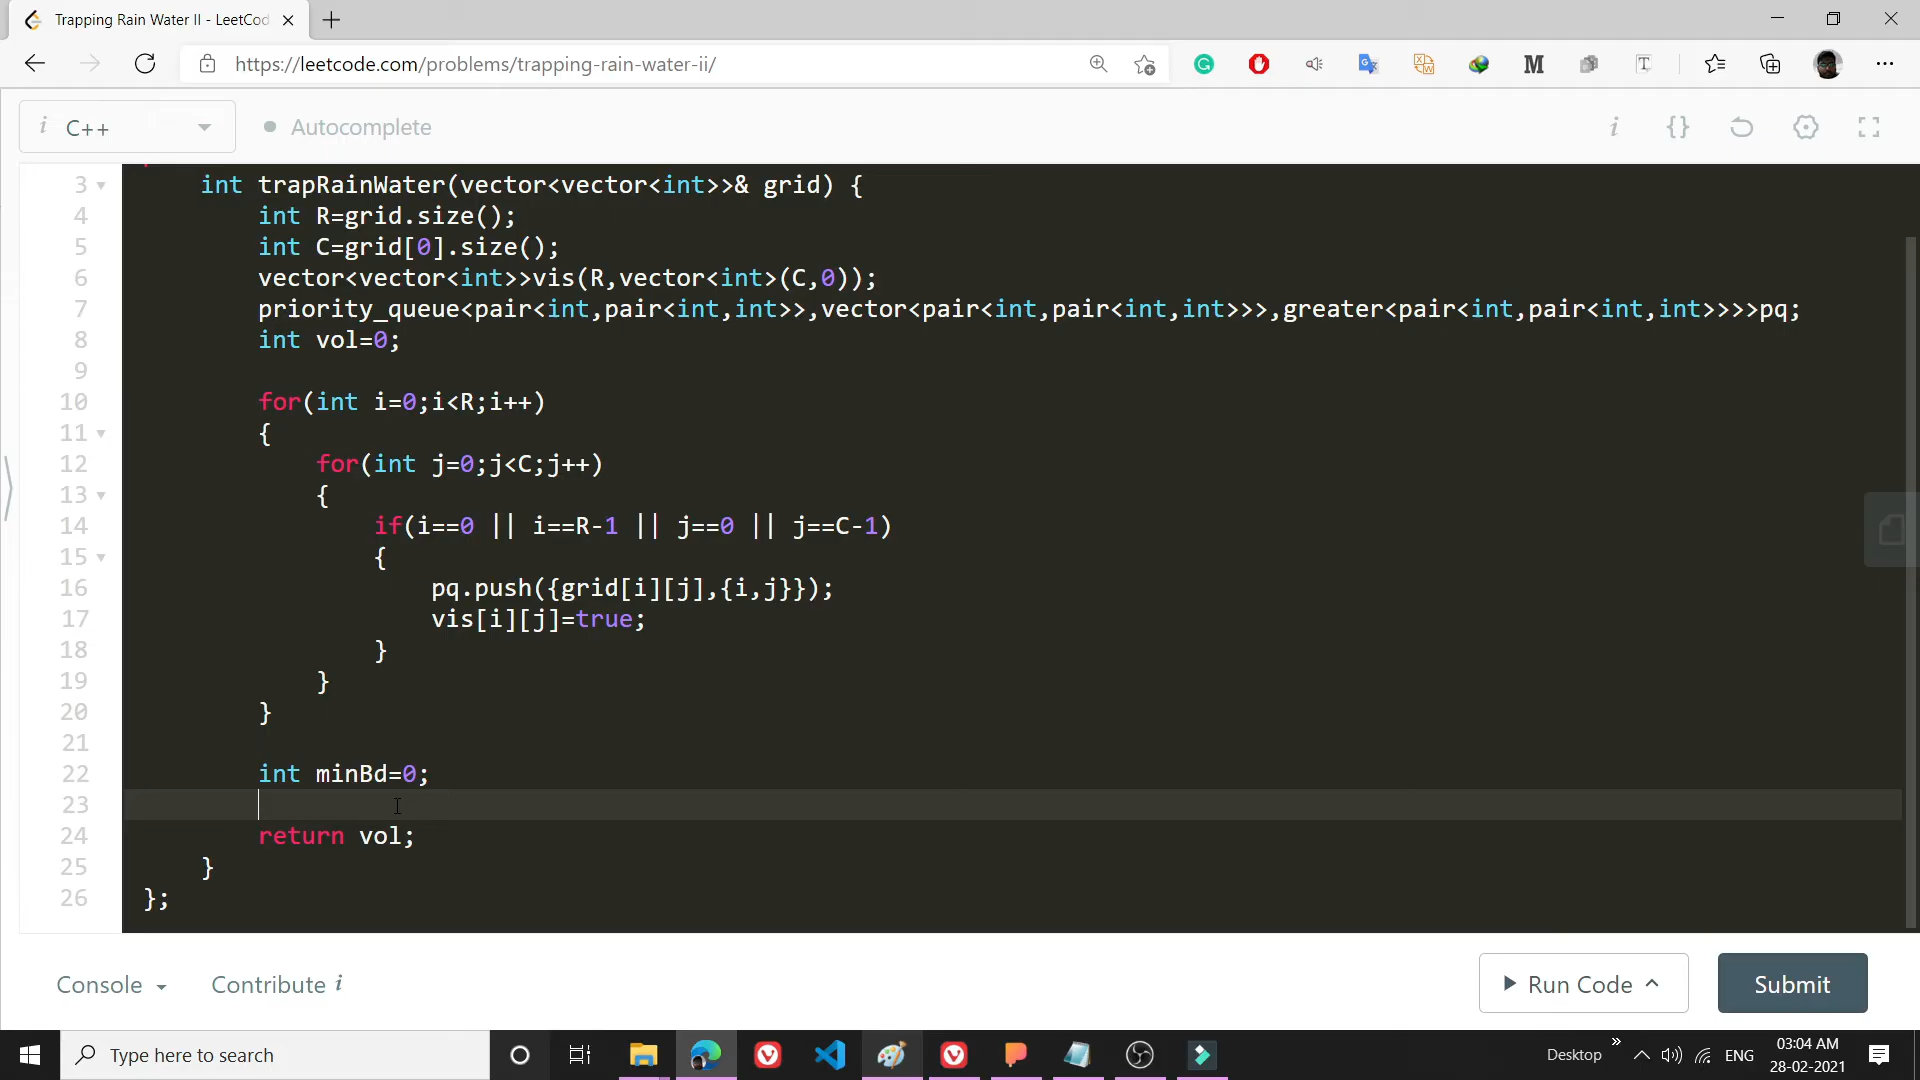 Trapping Rain Water II - LeetCod
https://leetcode.com/problems/trapping-rain-water-ii/
i C++
Autocomplete
i {}
3 int trapRainWater(vector<vector<int>>& grid) {
4 int R=grid.size();
5 int C=grid[0].size();
6 vector<vector<int>>vis(R,vector<int>(C,0));
7 priority_queue<pair<int,pair<int,int>>,vector<pair<int,pair<int,int>>>,greater<pair<int,pair<int,int>>>>pq;
8 int vol=0;
9
10 for(int i=0;i<R;i++)
11 {
12 for(int j=0;j<C;j++)
13 {
14 if(i==0 || i==R-1 || j==0 || j==C-1)
15 {
16 pq.push({grid[i][j],{i,j}});
17 vis[i][j]=true;
18 }
19 }
20 }
21
22 int minBd=0;
23
24 return vol;
25 }
26 };
Console Contribute i
Run Code
Submit
Type here to search
Desktop
ENG
03:04 AM
28-02-2021